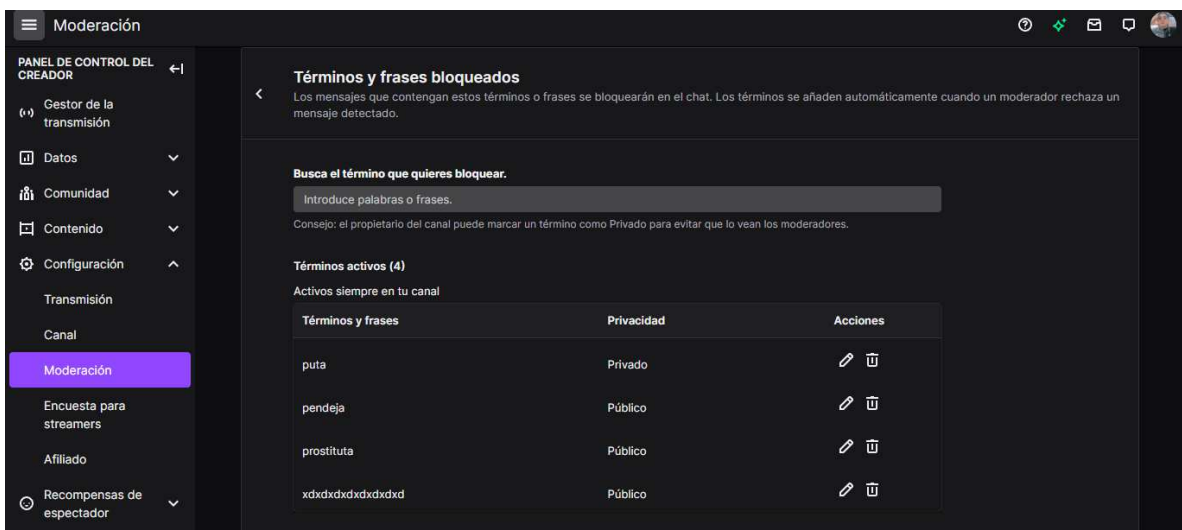 Moderación
PANEL DE CONTROL DEL
CREADOR
Gestor de la
transmisión
Datos
Comunidad
Contenido
Configuración
Transmisión
Canal
Moderación
Encuesta para
streamers
Afiliado
Recompensas de
espectador
Términos y frases bloqueados
Los mensajes que contengan estos términos o frases se bloquearán en el chat. Los términos se añaden automáticamente cuando un moderador rechaza un
mensaje detectado.
Busca el término que quieres bloquear.
Introduce palabras o frases.
Consejo: el propietario del canal puede marcar un término como Privado para evitar que lo vean los moderadores.
Términos activos (4)
Activos siempre en tu canal
Términos y frases Privacidad Acciones
puta Privado
pendeja Público
prostituta Público
xdxdxdxdxdxdxdxd Público